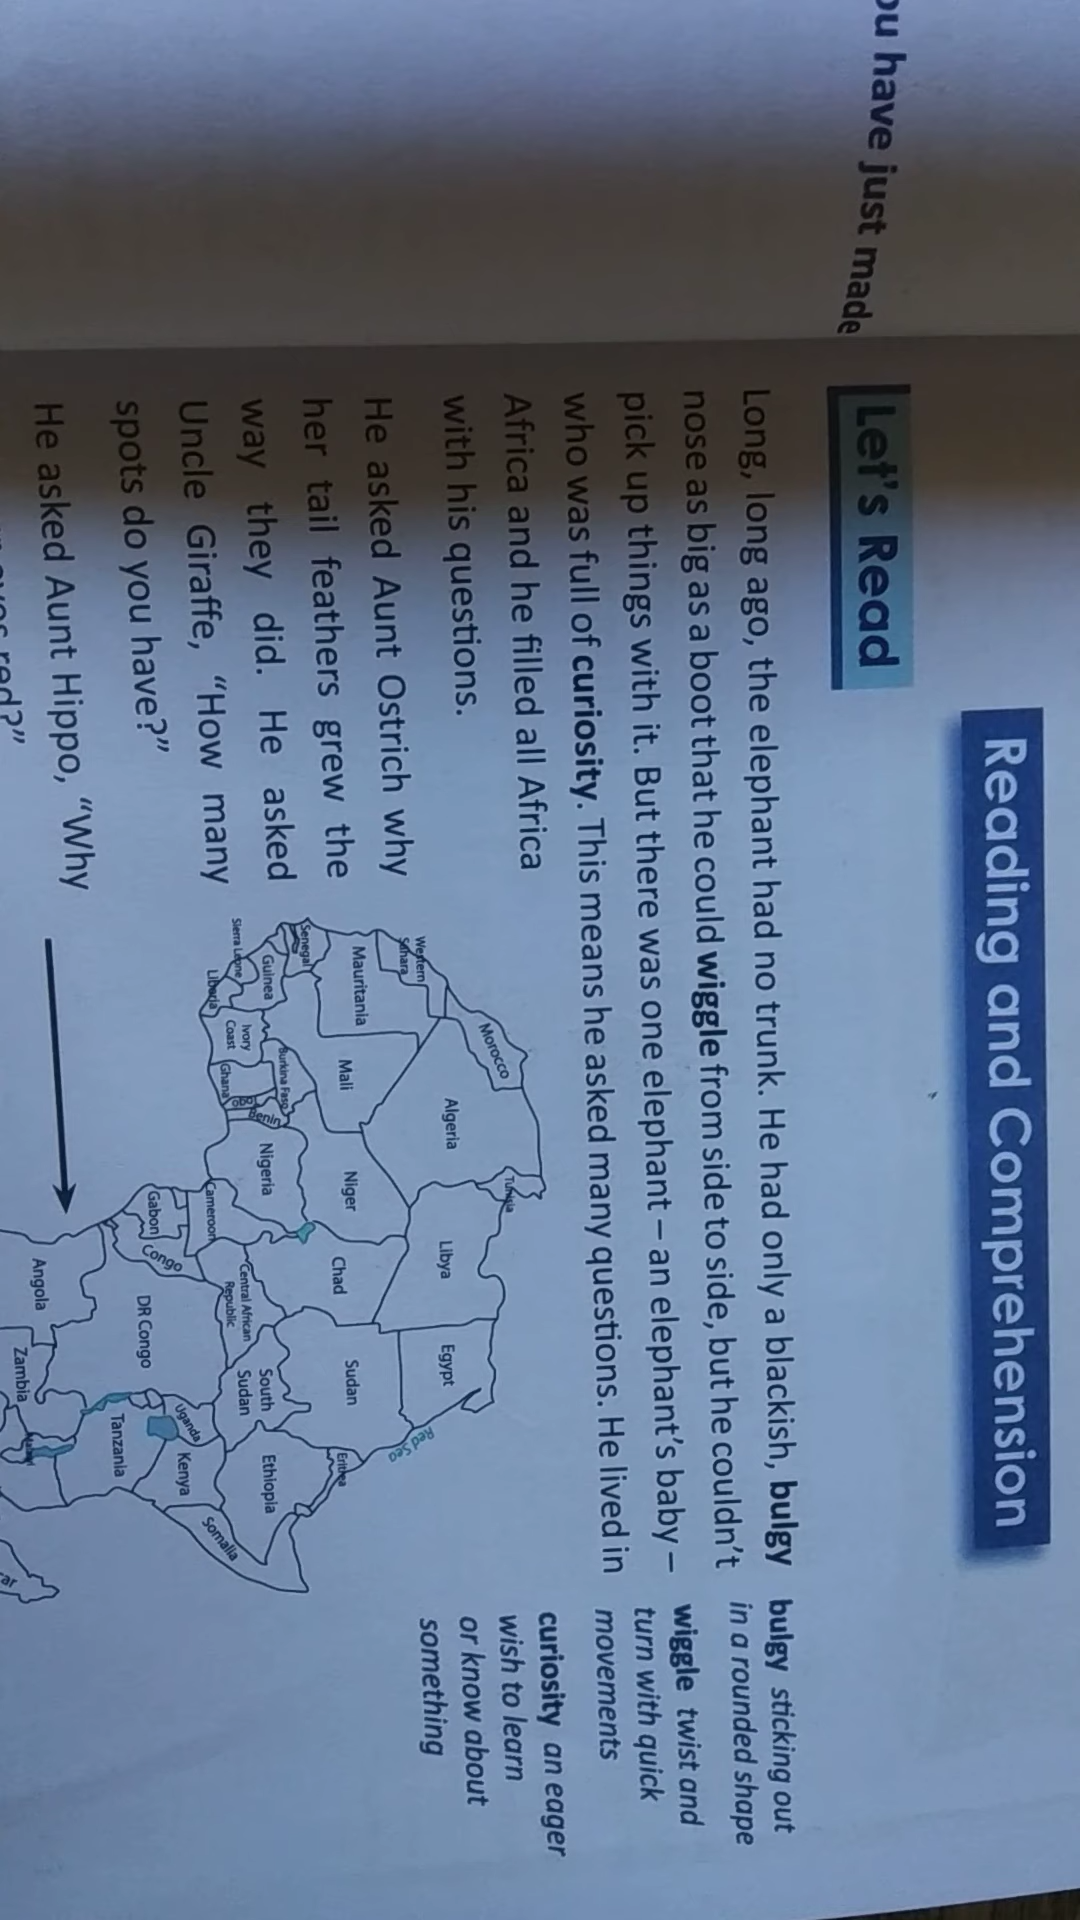 ou have just made
Reading and Comprehension
Let's Read
Long, long ago, the elephant had no trunk. He had only a blackish, bulgy
nose as big as a boot that he could wiggle from side to side, but he couldn't
pick up things with it. But there was one elephant – an elephant's baby –
who was full of curiosity. This means he asked many questions. He lived in
Africa and he filled all Africa
with his questions.
He asked Aunt Ostrich why
her tail feathers grew the
way they did. He asked
Uncle Giraffe, "How many
spots do you have?"
He asked Aunt Hippo, "Why
red?"
bulgy sticking out
in a rounded shape
wiggle twist and
turn with quick
movements
curiosity an eager
wish to learn
or know about
something
Morocco
Tunisia
Western
Sahara
Algeria
Libya
Egypt
Red Sea
Mauritania
Mali
Niger
Chad
Sudan
Eritrea
Senegal
Guinea
Sierra Leone
Liberia
Ivory
Coast
Burkina Faso
Ghana
Benin
Nigeria
Cameroon
Central African
Republic
South
Sudan
Ethiopia
Somalia
Gabon
Congo
DR Congo
Uganda
Kenya
Tanzania
Angola
Zambia
Malawi
ar